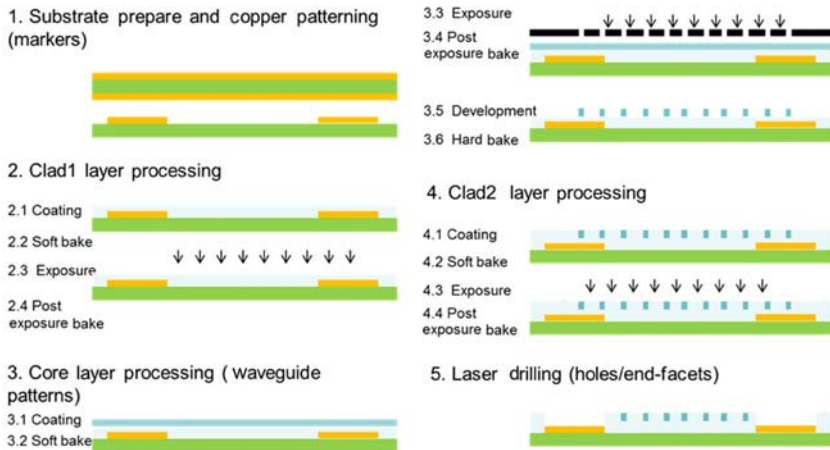 1. Substrate prepare and copper patterning
(markers)
2. Clad1 layer processing
2.1 Coating
2.2 Soft bake
2.3 Exposure
2.4 Post
exposure bake
3. Core layer processing ( waveguide
patterns)
3.1 Coating
3.2 Soft bake
3.3 Exposure
3.4 Post
exposure bake
3.5 Development
3.6 Hard bake
4. Clad2 layer processing
4.1 Coating
4.2 Soft bake
4.3 Exposure
4.4 Post
exposure bake
5. Laser drilling (holes/end-facets)